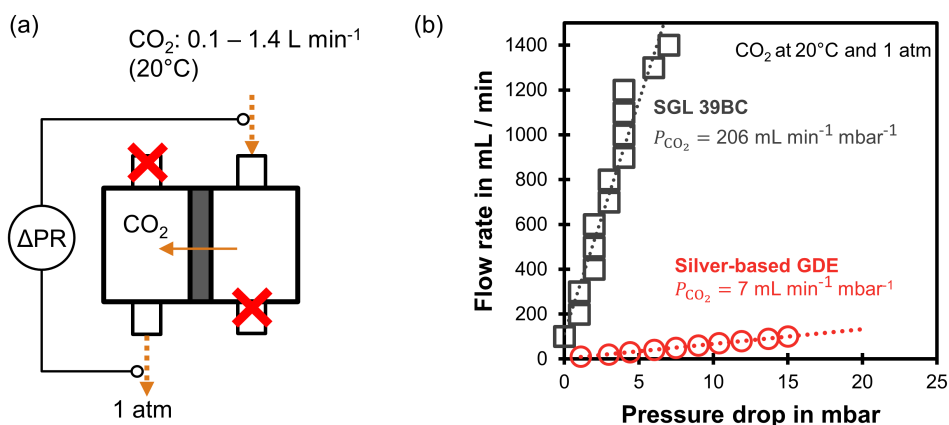 (a)
CO₂: 0.1 – 1.4 L min⁻¹
(20°C)
ΔPR
CO₂
1 atm
(b)
Flow rate in mL / min
1400
1200
1000
800
600
400
200
0
CO₂ at 20°C and 1 atm
SGL 39BC
P_CO₂ = 206 mL min⁻¹ mbar⁻¹
Silver-based GDE
P_CO₂ = 7 mL min⁻¹ mbar⁻¹
0 5 10 15 20 25
Pressure drop in mbar